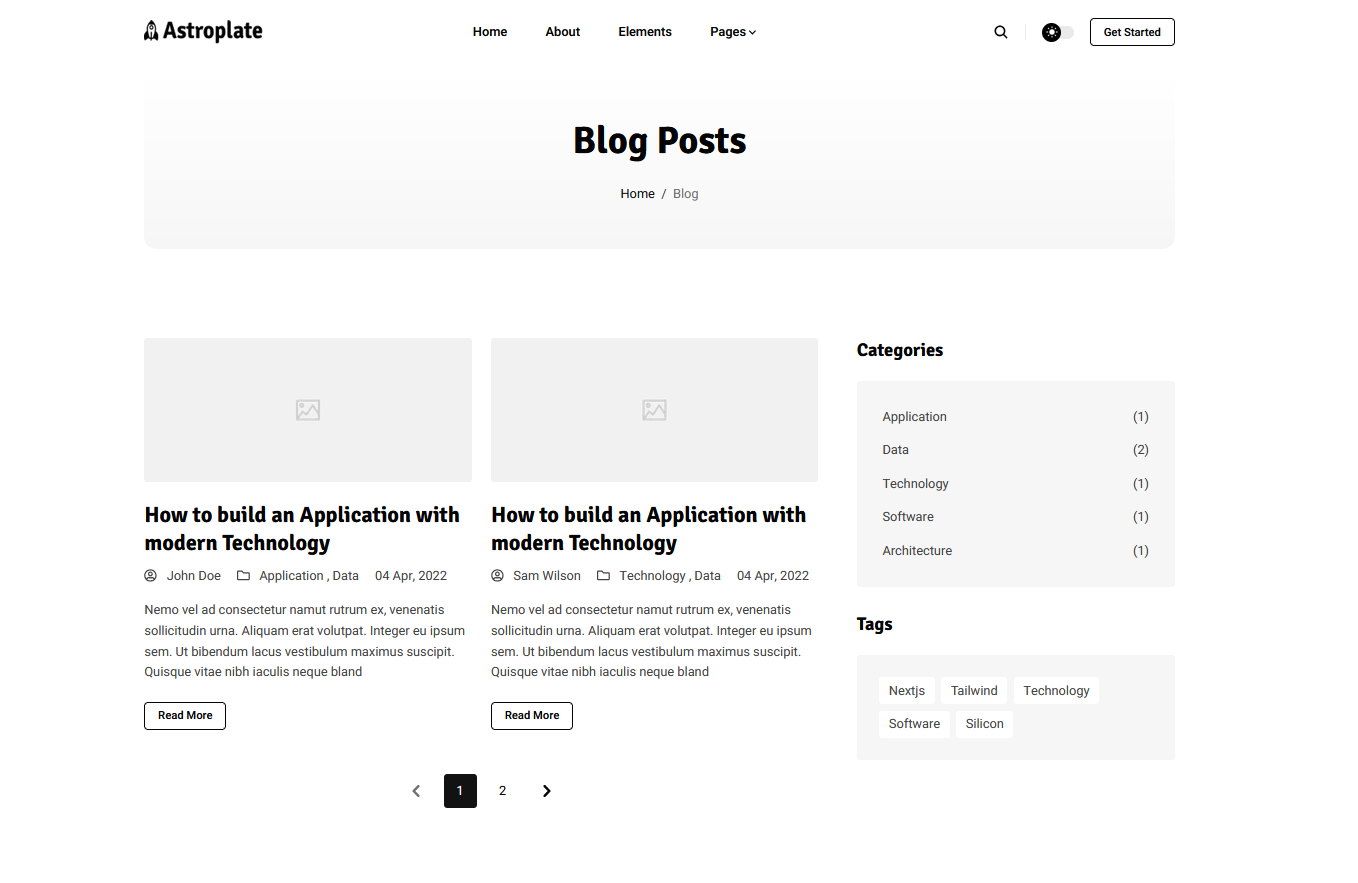 Astroplate
Home About Elements Pages
Get Started
Blog Posts
Home / Blog
How to build an Application with
modern Technology
John Doe Application , Data 04 Apr, 2022
Nemo vel ad consectetur namut rutrum ex, venenatis
sollicitudin urna. Aliquam erat volutpat. Integer eu ipsum
sem. Ut bibendum lacus vestibulum maximus suscipit.
Quisque vitae nibh iaculis neque bland
Read More
How to build an Application with
modern Technology
Sam Wilson Technology , Data 04 Apr, 2022
Nemo vel ad consectetur namut rutrum ex, venenatis
sollicitudin urna. Aliquam erat volutpat. Integer eu ipsum
sem. Ut bibendum lacus vestibulum maximus suscipit.
Quisque vitae nibh iaculis neque bland
Read More
1 2
Categories
Application (1)
Data (2)
Technology (1)
Software (1)
Architecture (1)
Tags
Nextjs Tailwind Technology
Software Silicon